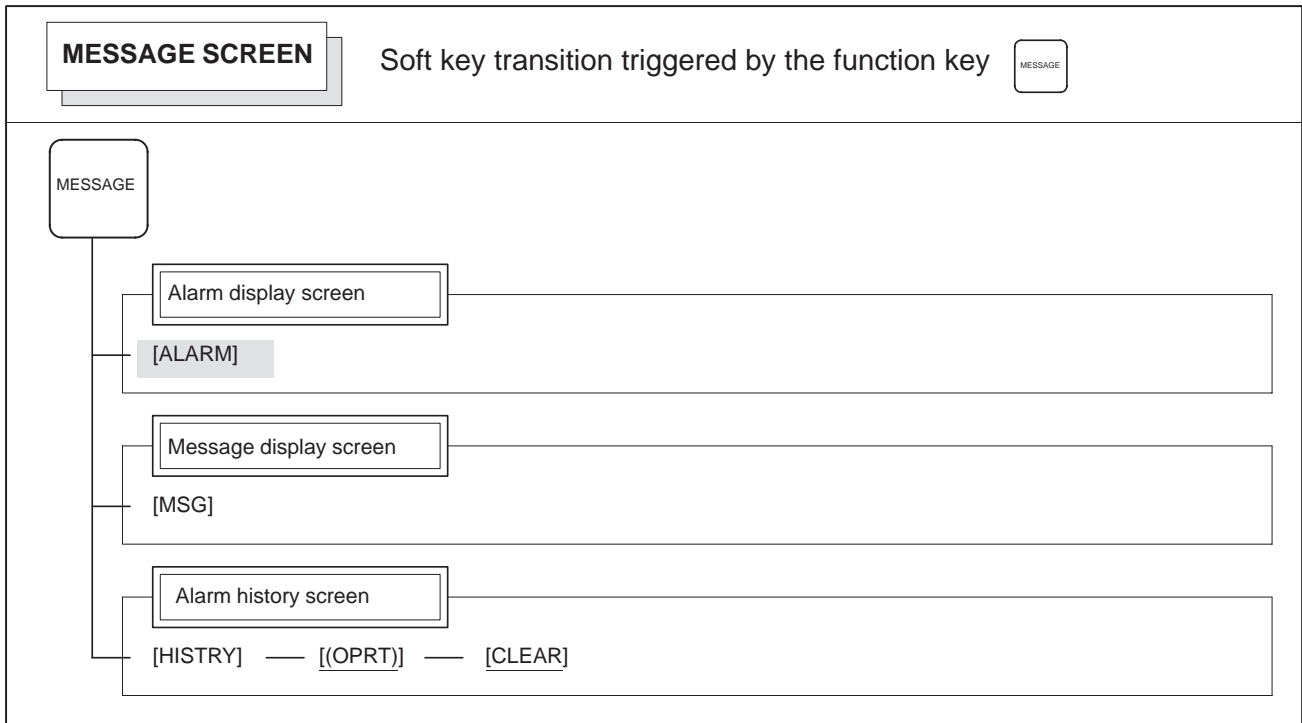 MESSAGE SCREEN
Soft key transition triggered by the function key
MESSAGE
MESSAGE
Alarm display screen
[ALARM]
Message display screen
[MSG]
Alarm history screen
[HISTRY] [(OPRT)] [CLEAR]